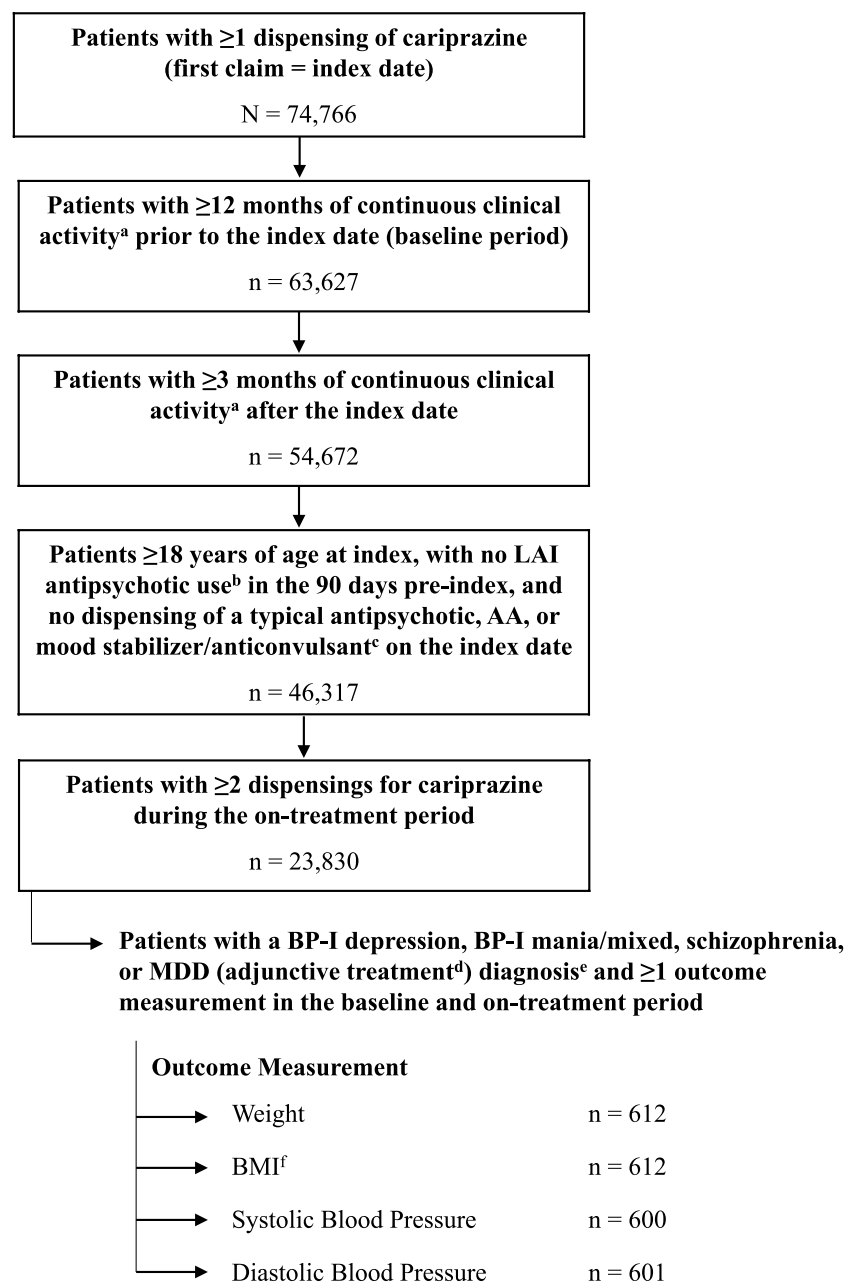 Patients with ≥1 dispensing of cariprazine
(first claim = index date)
N = 74,766
Patients with ≥12 months of continuous clinical
activityᵃ prior to the index date (baseline period)
n = 63,627
Patients with ≥3 months of continuous clinical
activityᵃ after the index date
n = 54,672
Patients ≥18 years of age at index, with no LAI
antipsychotic useᵇ in the 90 days pre-index, and
no dispensing of a typical antipsychotic, AA, or
mood stabilizer/anticonvulsantᶜ on the index date
n = 46,317
Patients with ≥2 dispensings for cariprazine
during the on-treatment period
n = 23,830
Patients with a BP-I depression, BP-I mania/mixed, schizophrenia,
or MDD (adjunctive treatmentᵈ) diagnosisᵉ and ≥1 outcome
measurement in the baseline and on-treatment period
Outcome Measurement
Weight n = 612
BMIᶠ n = 612
Systolic Blood Pressure n = 600
Diastolic Blood Pressure n = 601